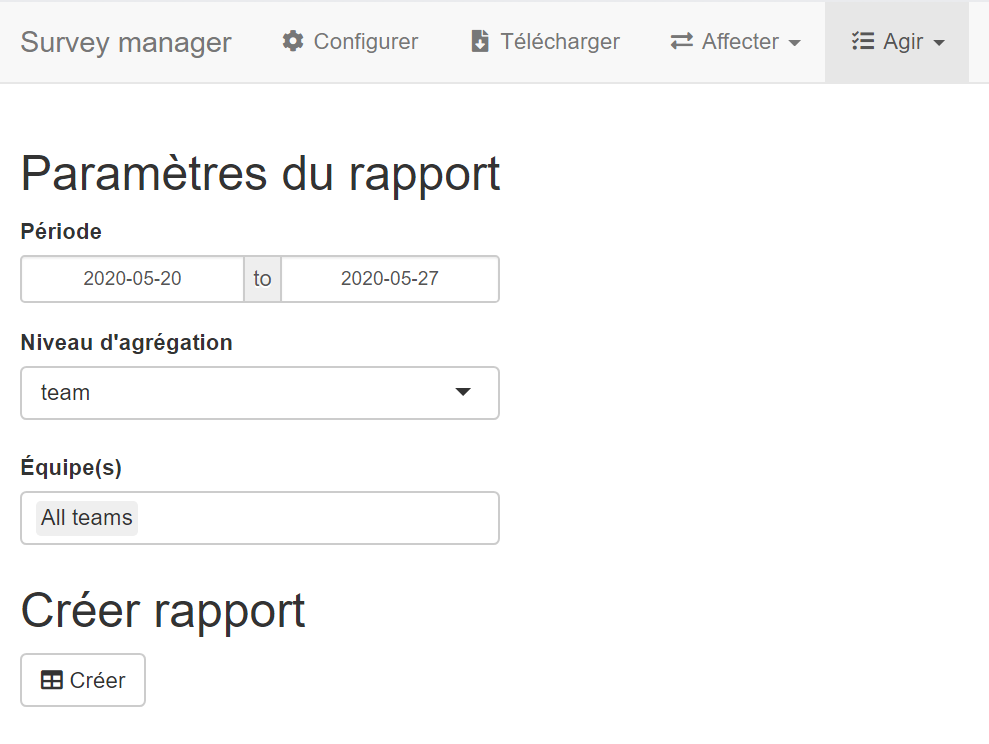 Survey manager Configurer Télécharger Affecter Agir
Paramètres du rapport
Période
2020-05-20 to 2020-05-27
Niveau d'agrégation
team
Équipe(s)
All teams
Créer rapport
Créer